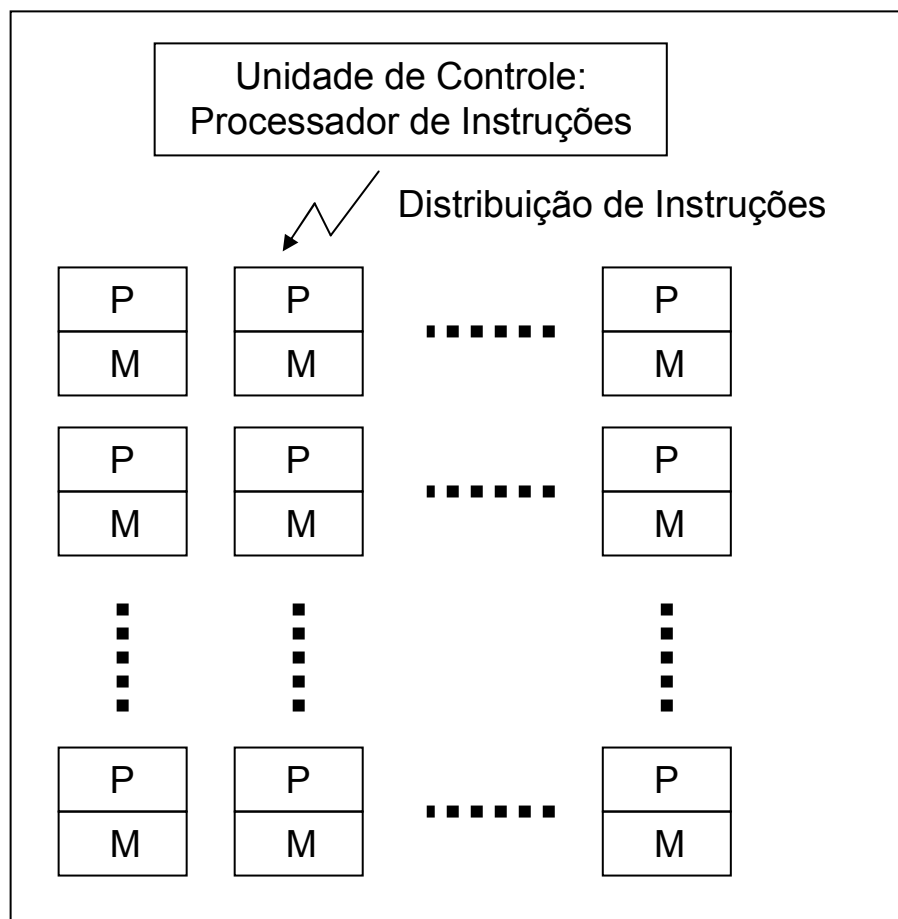 Unidade de Controle:
Processador de Instruções
Distribuição de Instruções
P P P
M M M
P P P
M M M
P P P
M M M